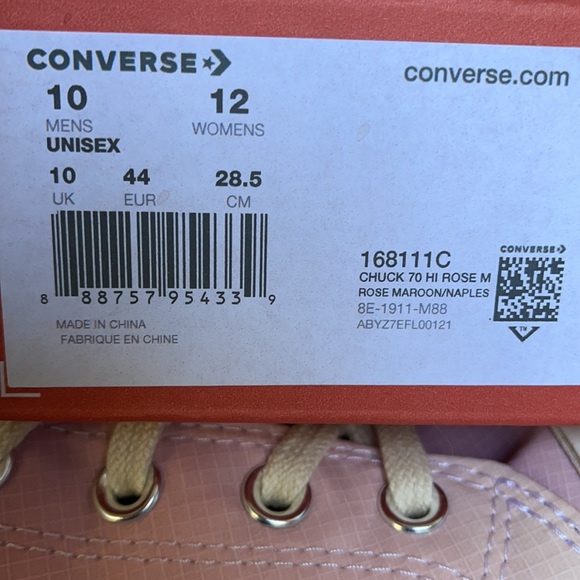 CONVERSE
converse.com
10 12
MENS WOMENS
UNISEX
10 44 28.5
UK EUR CM
8 88757 95433 9
MADE IN CHINA
FABRIQUE EN CHINE
168111C
CHUCK 70 HI ROSE M
ROSE MAROON/NAPLES
8E-1911-M88
ABYZ7EFL00121
CONVERSE
TM